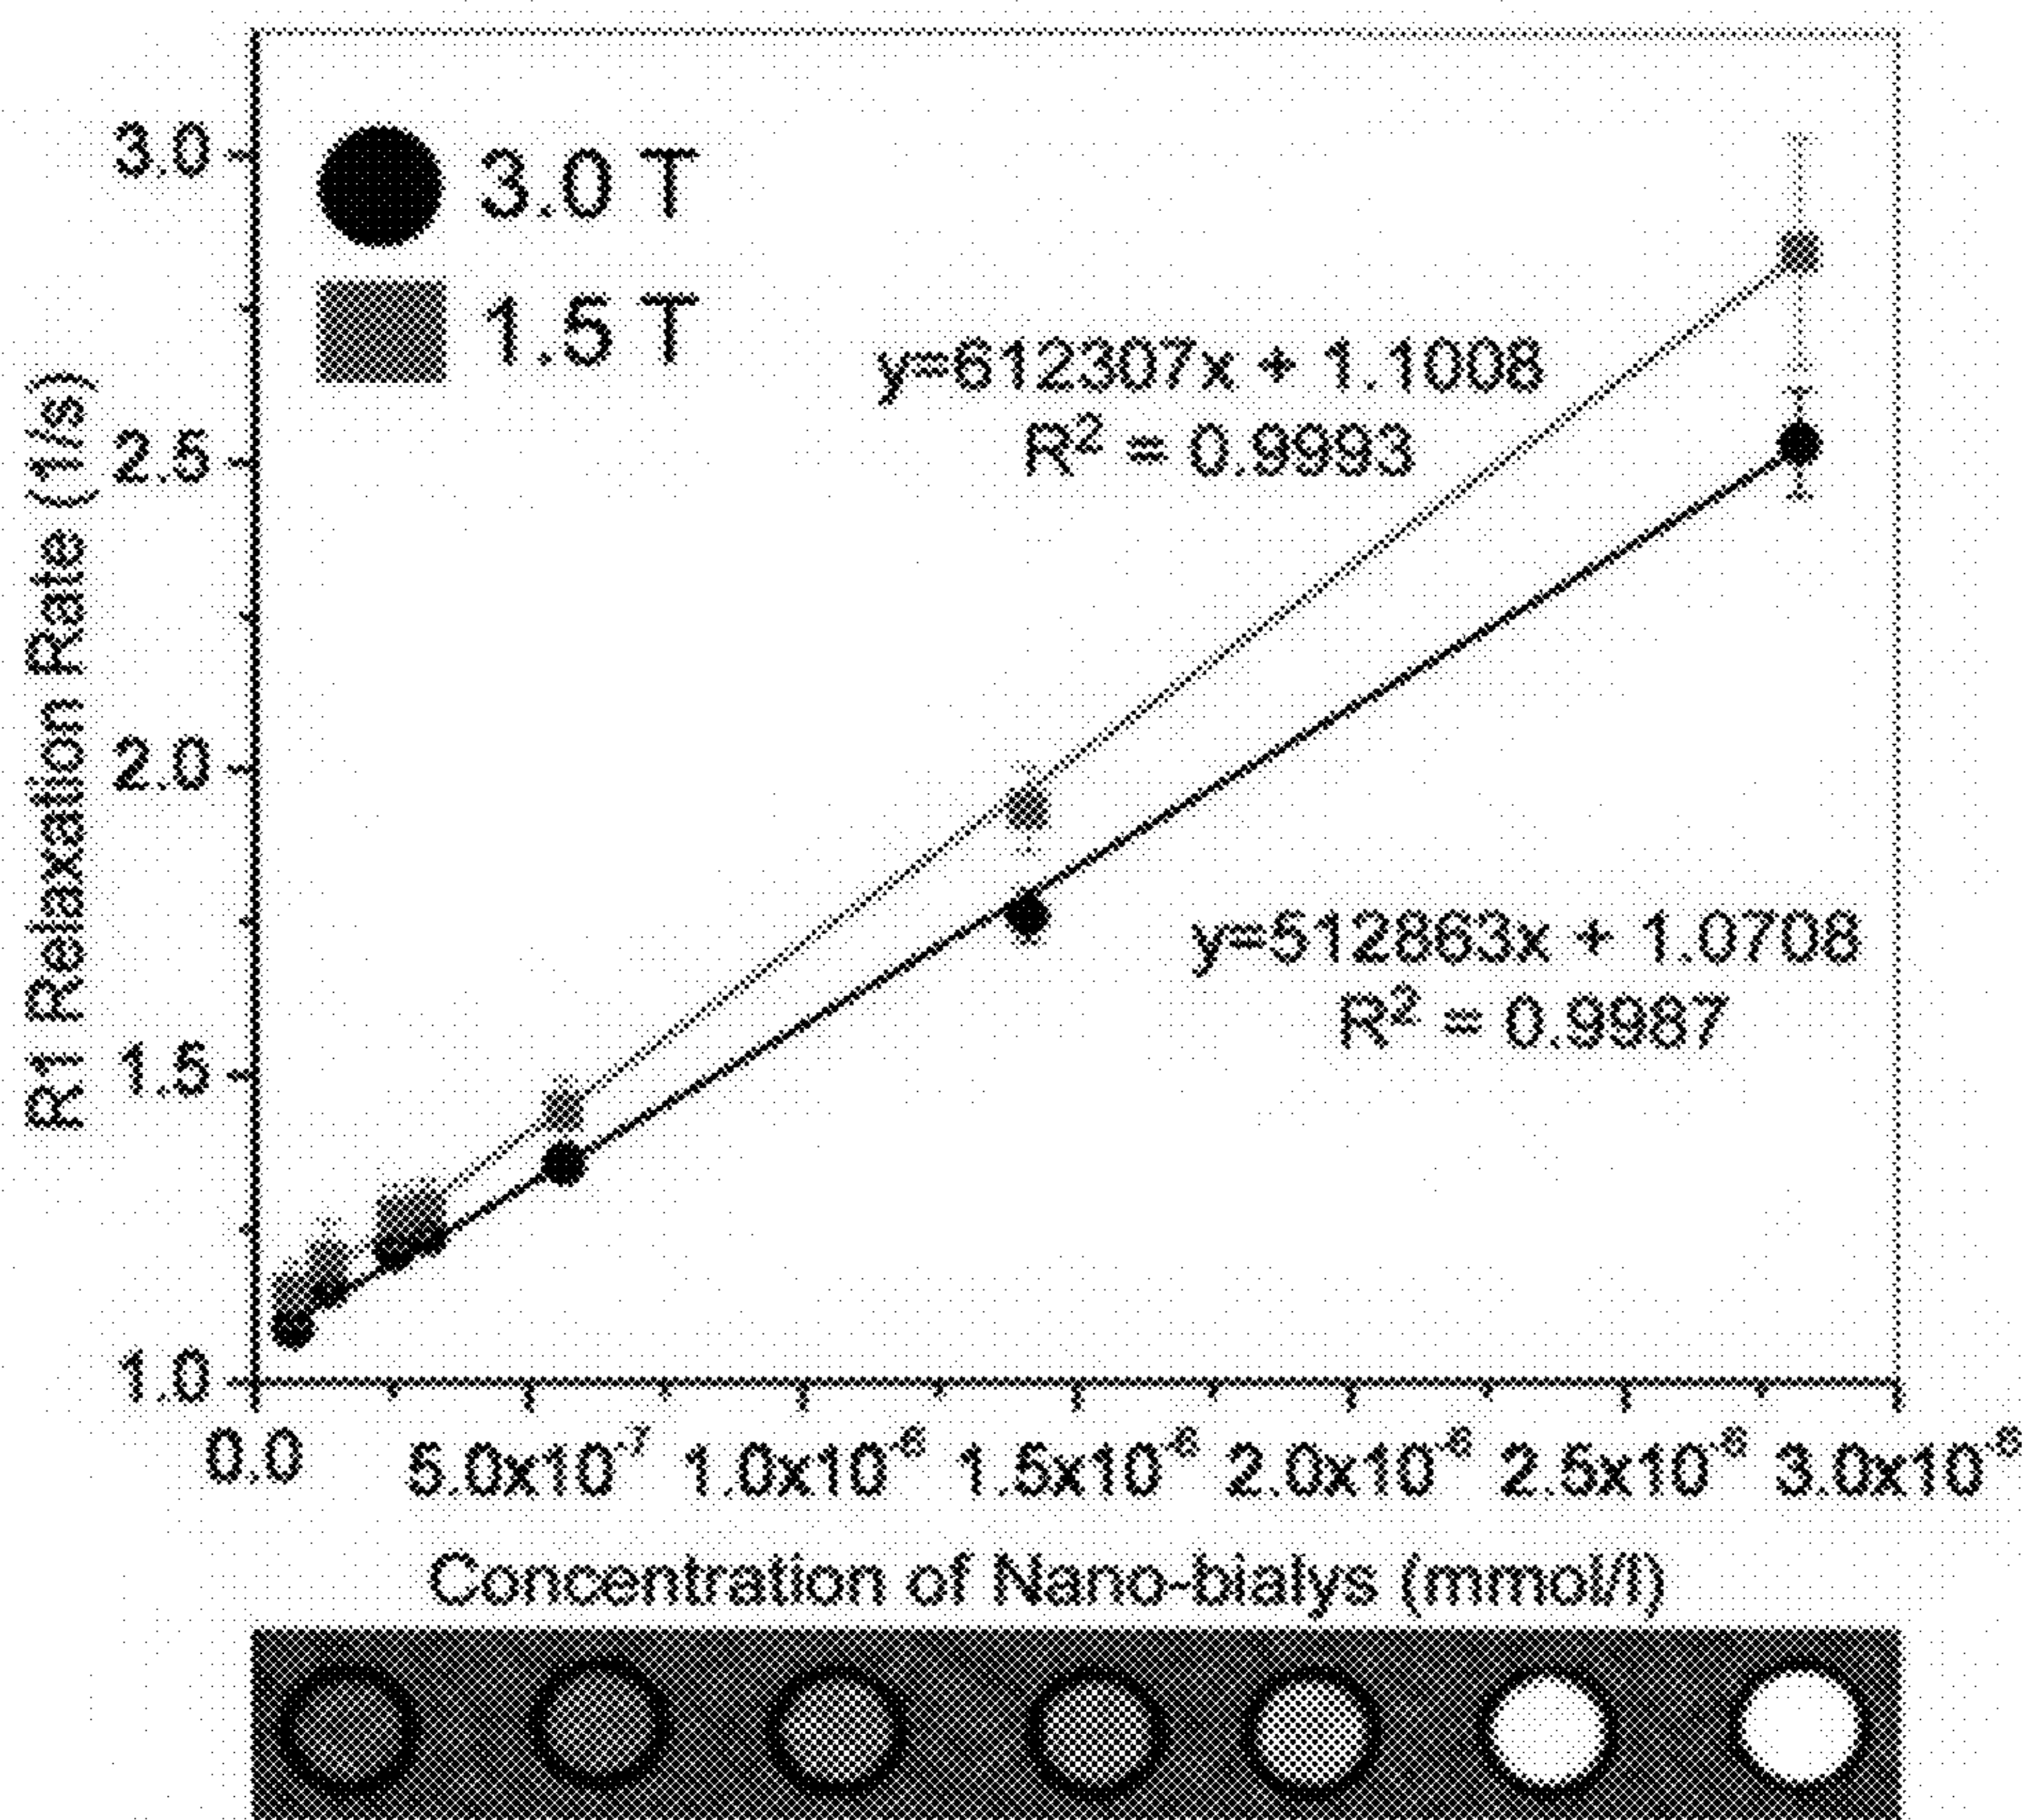 3.0
2.5
2.0
1.5
1.0
R1 Relaxation Rate (1/s)
3.0 T
1.5 T
y=612307x + 1.1008
R² = 0.9993
y=512863x + 1.0708
R² = 0.9987
0.0 5.0x10⁻⁷ 1.0x10⁻⁶ 1.5x10⁻⁶ 2.0x10⁻⁶ 2.5x10⁻⁶ 3.0x10⁻⁶
Concentration of Nano-bialys (mmol/l)